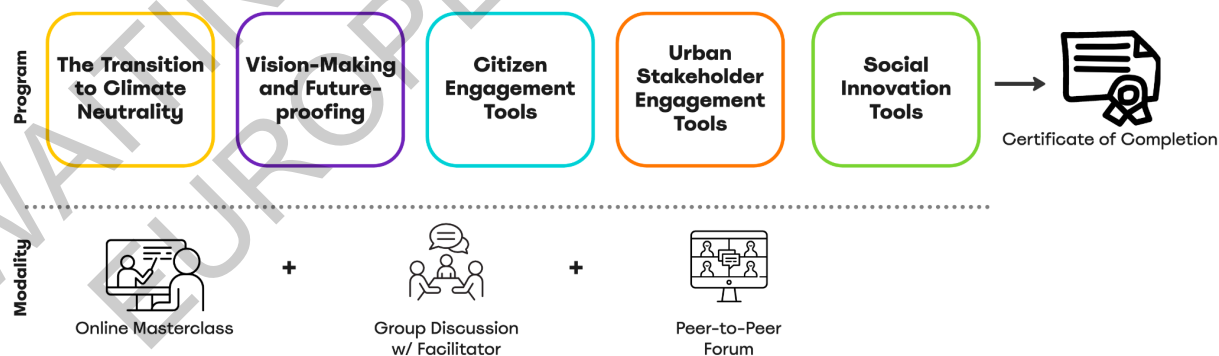 Program
The Transition
to Climate
Neutrality
Vision-Making
and Future-
proofing
Citizen
Engagement
Tools
Urban
Stakeholder
Engagement
Tools
Social
Innovation
Tools
Certificate of Completion
Modality
Online Masterclass
+
Group Discussion
w/ Facilitator
+
Peer-to-Peer
Forum